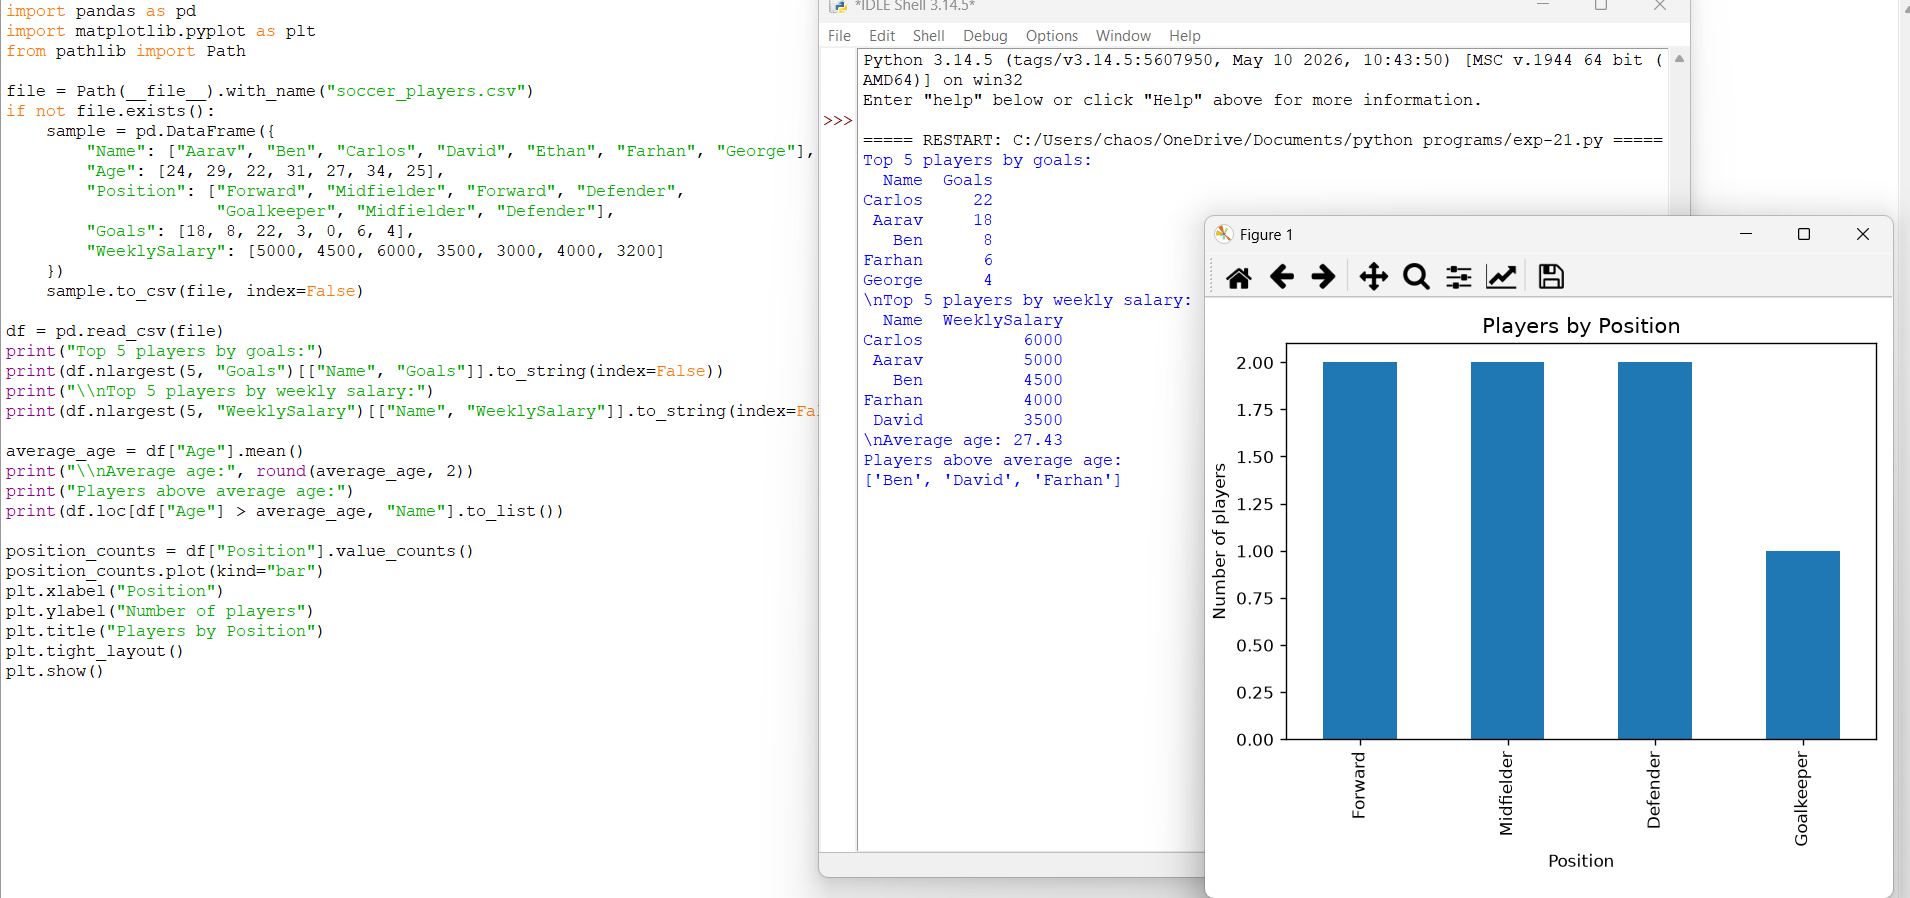 import pandas as pd
import matplotlib.pyplot as plt
from pathlib import Path

file = Path(__file__).with_name("soccer_players.csv")
if not file.exists():
    sample = pd.DataFrame({
        "Name": ["Aarav", "Ben", "Carlos", "David", "Ethan", "Farhan", "George"],
        "Age": [24, 29, 22, 31, 27, 34, 25],
        "Position": ["Forward", "Midfielder", "Forward", "Defender",
                     "Goalkeeper", "Midfielder", "Defender"],
        "Goals": [18, 8, 22, 3, 0, 6, 4],
        "WeeklySalary": [5000, 4500, 6000, 3500, 3000, 4000, 3200]
    })
    sample.to_csv(file, index=False)

df = pd.read_csv(file)
print("Top 5 players by goals:")
print(df.nlargest(5, "Goals")[["Name", "Goals"]].to_string(index=False))
print("\\nTop 5 players by weekly salary:")
print(df.nlargest(5, "WeeklySalary")[["Name", "WeeklySalary"]].to_string(index=Fa

average_age = df["Age"].mean()
print("\\nAverage age:", round(average_age, 2))
print("Players above average age:")
print(df.loc[df["Age"] > average_age, "Name"].to_list())

position_counts = df["Position"].value_counts()
position_counts.plot(kind="bar")
plt.xlabel("Position")
plt.ylabel("Number of players")
plt.title("Players by Position")
plt.tight_layout()
plt.show()
*IDLE Shell 3.14.5*
File Edit Shell Debug Options Window Help
Python 3.14.5 (tags/v3.14.5:5607950, May 10 2026, 10:43:50) [MSC v.1944 64 bit (
AMD64)] on win32
Enter "help" below or click "Help" above for more information.
>>>
===== RESTART: C:/Users/chaos/OneDrive/Documents/python programs/exp-21.py =====
Top 5 players by goals:
  Name  Goals
Carlos     22
 Aarav     18
   Ben      8
Farhan      6
George      4
\nTop 5 players by weekly salary:
  Name  WeeklySalary
Carlos          6000
 Aarav          5000
   Ben          4500
Farhan          4000
 David          3500
\nAverage age: 27.43
Players above average age:
['Ben', 'David', 'Farhan']
Figure 1
Players by Position
Number of players
2.00
1.75
1.50
1.25
1.00
0.75
0.50
0.25
0.00
Forward
Midfielder
Defender
Goalkeeper
Position